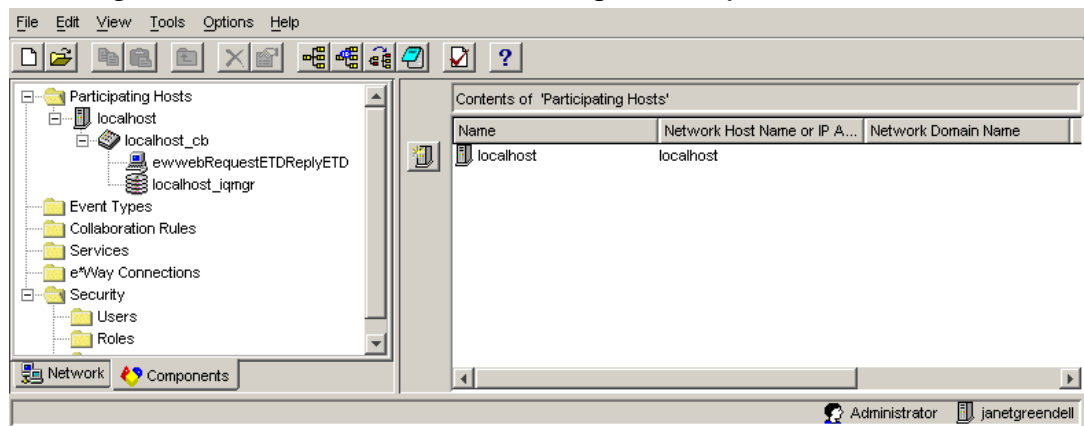 File Edit View Tools Options Help
?
Participating Hosts
localhost
localhost_cb
ewwebRequestETDReplyETD
localhost_iqmgr
Event Types
Collaboration Rules
Services
e*Way Connections
Security
Users
Roles
Network Components
Contents of 'Participating Hosts'
Name Network Host Name or IP A... Network Domain Name
localhost localhost
Administrator janetgreendell